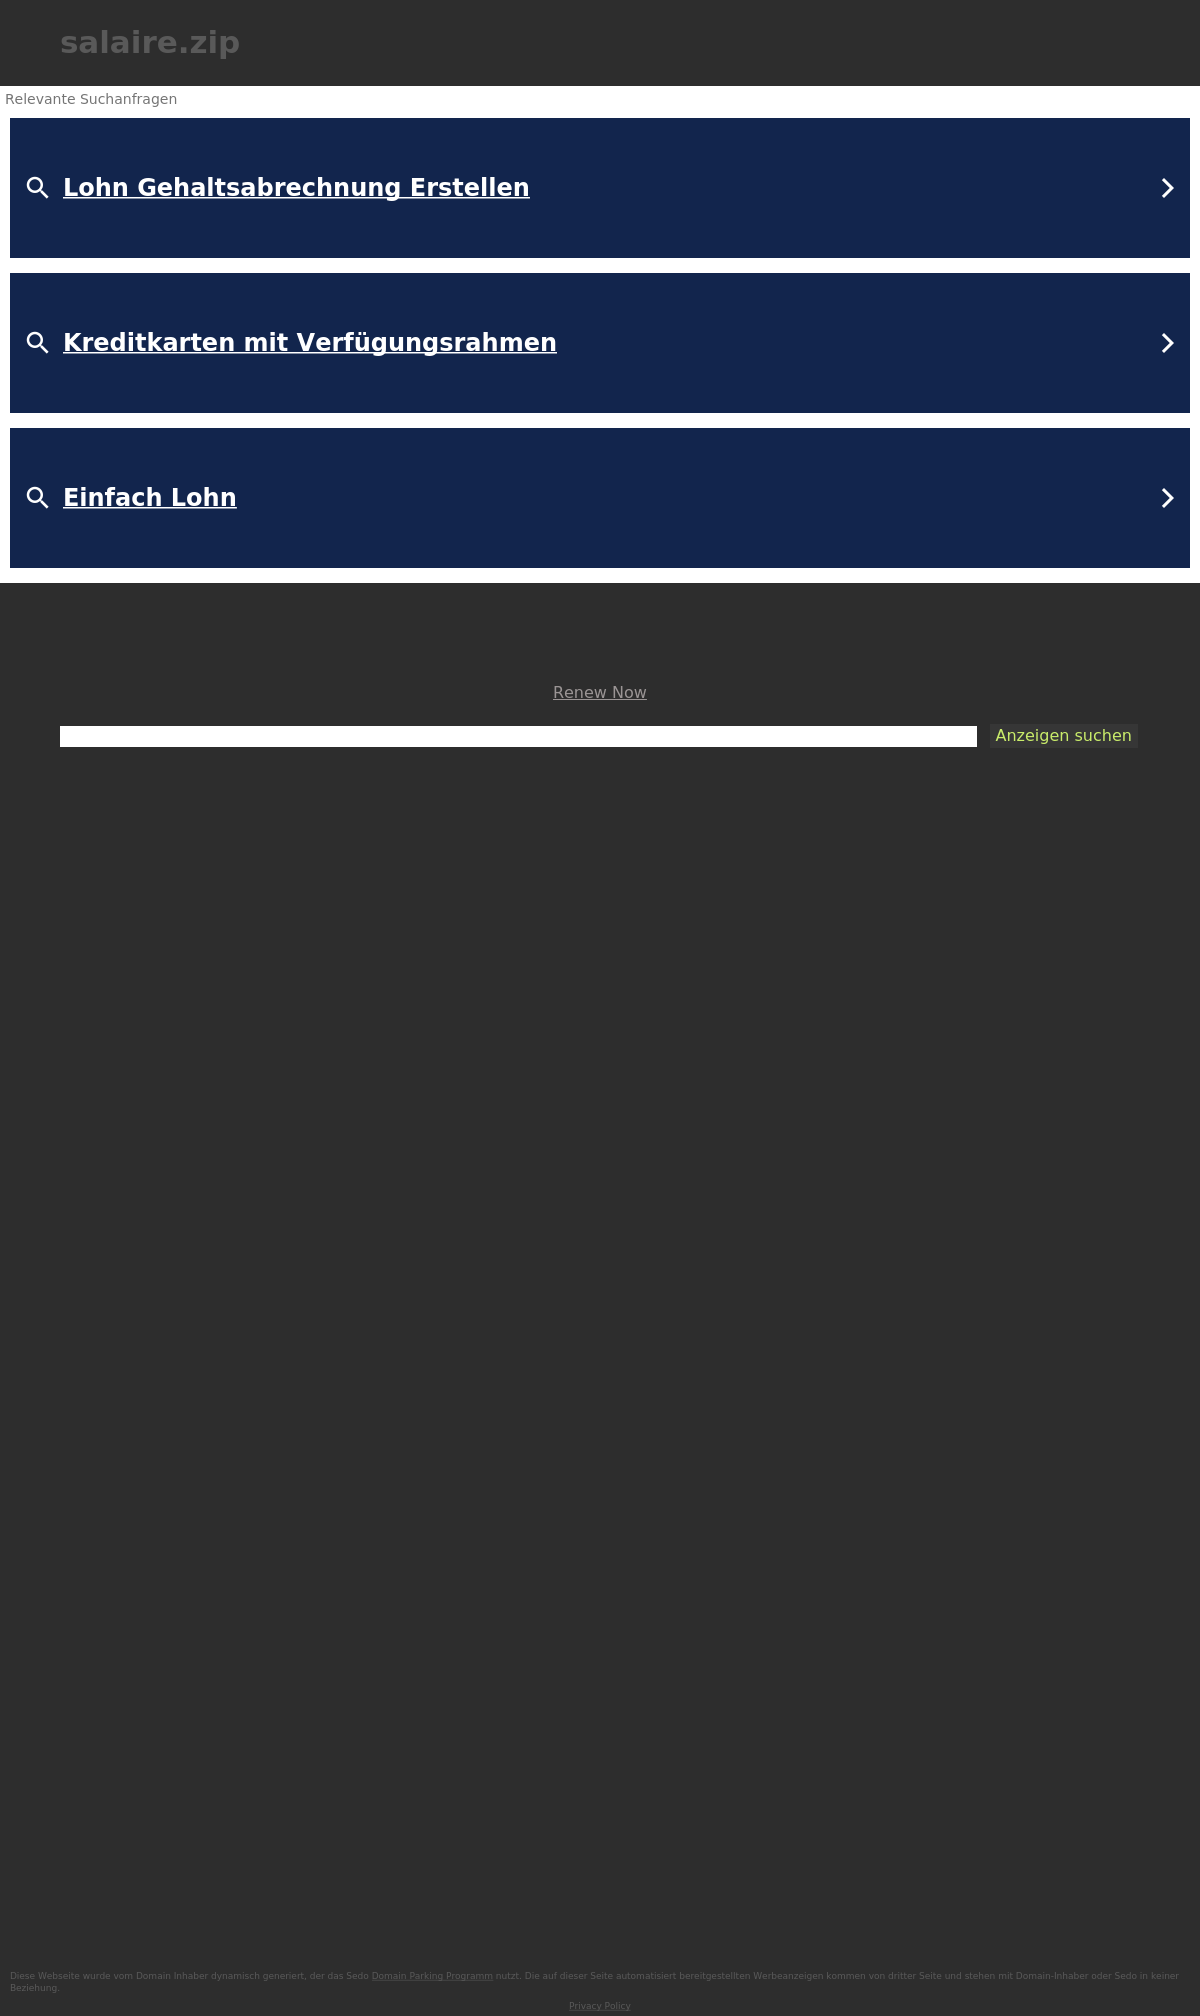 salaire.zip
Relevante Suchanfragen
Lohn Gehaltsabrechnung Erstellen
Kreditkarten mit Verfügungsrahmen
Einfach Lohn
Renew Now
Anzeigen suchen
Diese Webseite wurde vom Domain Inhaber dynamisch generiert, der das Sedo Domain Parking Programm nutzt. Die auf dieser Seite automatisiert bereitgestellten Werbeanzeigen kommen von dritter Seite und stehen mit Domain-Inhaber oder Sedo in keiner
Beziehung.
Privacy Policy